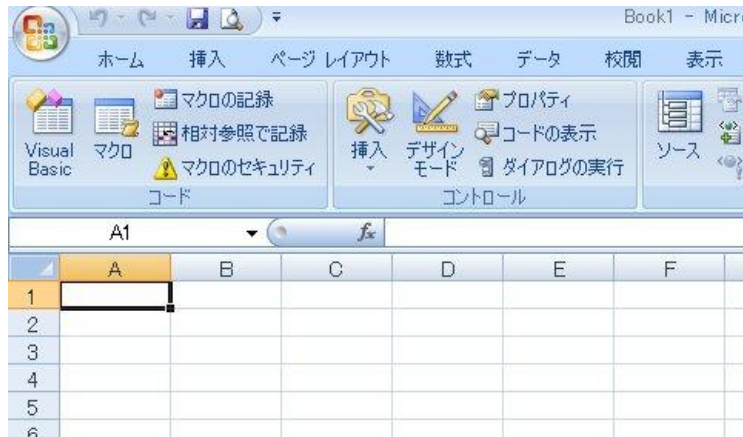 Book1 - Micr
ホーム 挿入 ページ レイアウト 数式 データ 校閲 表示
Visual Basic
マクロ
マクロの記録
相対参照で記録
マクロのセキュリティ
コード
挿入
デザイン モード
プロパティ
コードの表示
ダイアログの実行
コントロール
ソース
A1 fx
A B C D E F
1
2
3
4
5
6